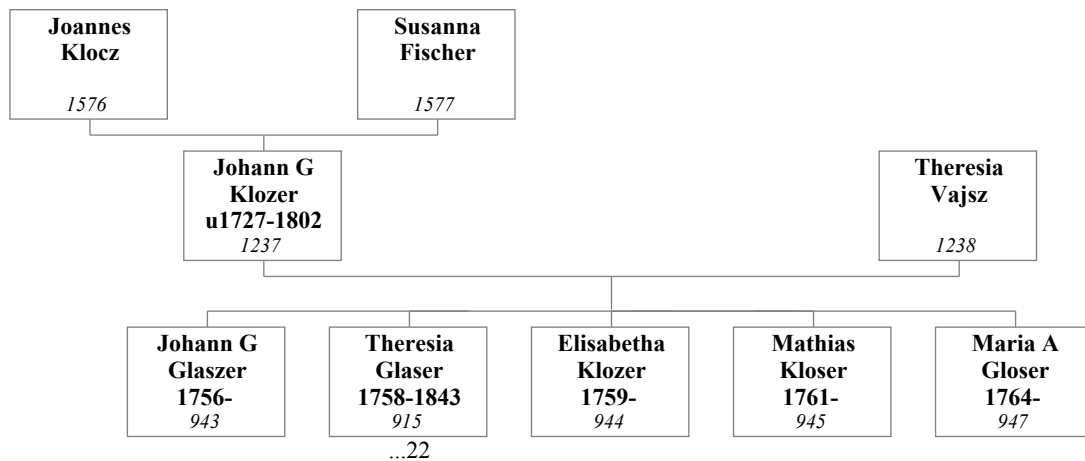 Joannes
Klocz
1576
Susanna
Fischer
1577
Johann G
Klozer
u1727-1802
1237
Theresia
Vajsz
1238
Johann G
Glaszer
1756-
943
Theresia
Glaser
1758-1843
915
...22
Elisabetha
Klozer
1759-
944
Mathias
Kloser
1761-
945
Maria A
Gloser
1764-
947